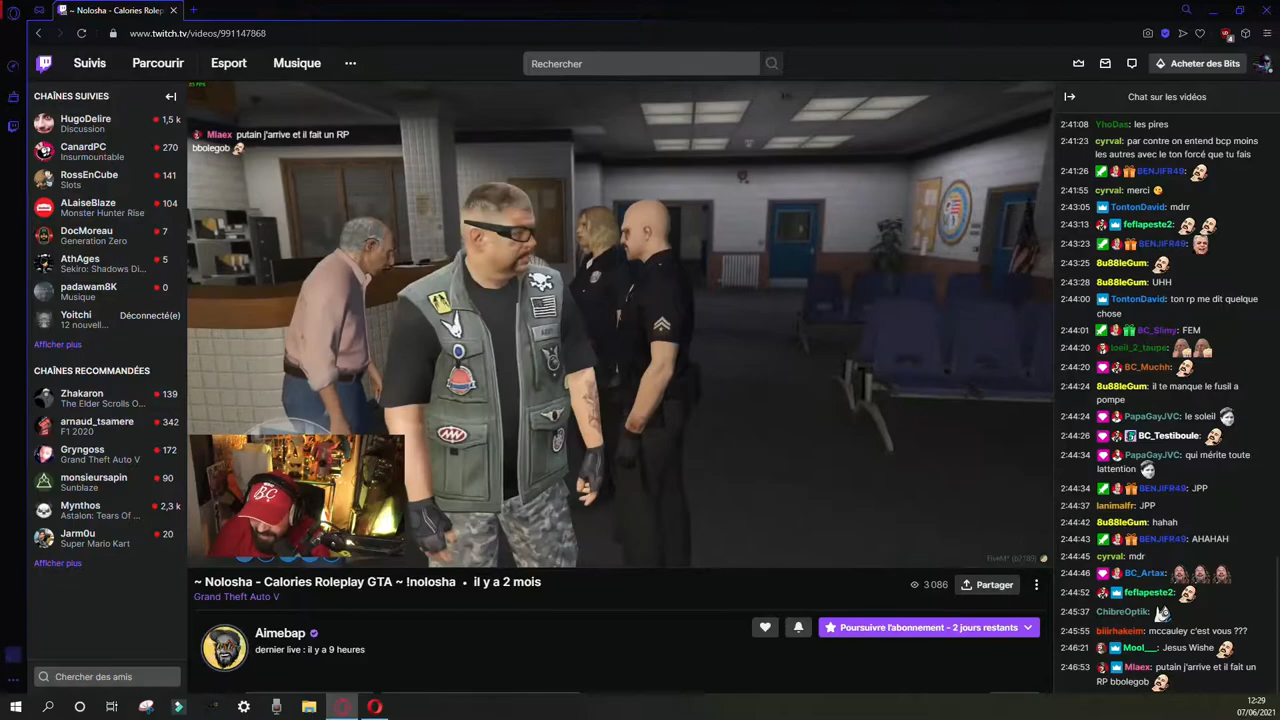 ~ Nolosha - Calories Rolep
www.twitch.tv/videos/991147868
Suivis
Parcourir
Esport
Musique
Rechercher
Acheter des Bits
CHAÎNES SUIVIES
HugoDelire
1,5 k
Discussion
CanardPC
270
Insurmountable
RossEnCube
141
Slots
ALaiseBlaze
104
Monster Hunter Rise
DocMoreau
7
Generation Zero
AthAges
5
Sekiro: Shadows Di...
padawam8K
0
Musique
Yoitchi
Déconnecté(e)
12 nouvell...
Afficher plus
CHAÎNES RECOMMANDÉES
Zhakaron
139
The Elder Scrolls O...
arnaud_tsamere
342
F1 2020
Gryngoss
172
Grand Theft Auto V
monsieursapin
90
Sunblaze
Mynthos
2,3 k
Astalon: Tears Of ...
Jarm0u
20
Super Mario Kart
Afficher plus
Chercher des amis
Mlaex putain j'arrive et il fait un RP
bbolegob
BC
~ Nolosha - Calories Roleplay GTA ~ !nolosha • il y a 2 mois
Grand Theft Auto V
3 086
Partager
Aimebap
dernier live : il y a 9 heures
Poursuivre l'abonnement - 2 jours restants
Chat sur les vidéos
2:41:08 YhoDas: les pires
2:41:23 cyrval: par contre on entend bcp moins
les autres avec le ton forcé que tu fais
2:41:26 BENJIFR49:
2:41:55 cyrval: merci
2:43:05 TontonDavid: mdrr
2:43:13 feflapeste2:
2:43:23 BENJIFR49:
2:43:25 8u88leGum:
2:43:28 8u88leGum: UHH
2:44:00 TontonDavid: ton rp me dit quelque
chose
2:44:01 BC_Slimy: FEM
2:44:20 loeil_2_taupe:
2:44:20 BC_Muchh:
2:44:24 8u88leGum: il te manque le fusil a
pompe
2:44:24 PapaGayJVC: le soleil
2:44:26 BC_Testiboule:
2:44:34 PapaGayJVC: qui mérite toute
lattention
2:44:34 BENJIFR49: JPP
2:44:37 lanimalfr: JPP
2:44:42 8u88leGum: hahah
2:44:43 BENJIFR49: AHAHAH
2:44:45 cyrval: mdr
2:44:46 BC_Artax:
2:44:52 feflapeste2:
2:45:37 ChibreOptik:
2:45:55 biiirhakeim: mccauley c'est vous ???
2:46:21 Mool___: Jesus Wishe
2:46:53 Mlaex: putain j'arrive et il fait un
RP bbolegob
12:29
07/06/2021